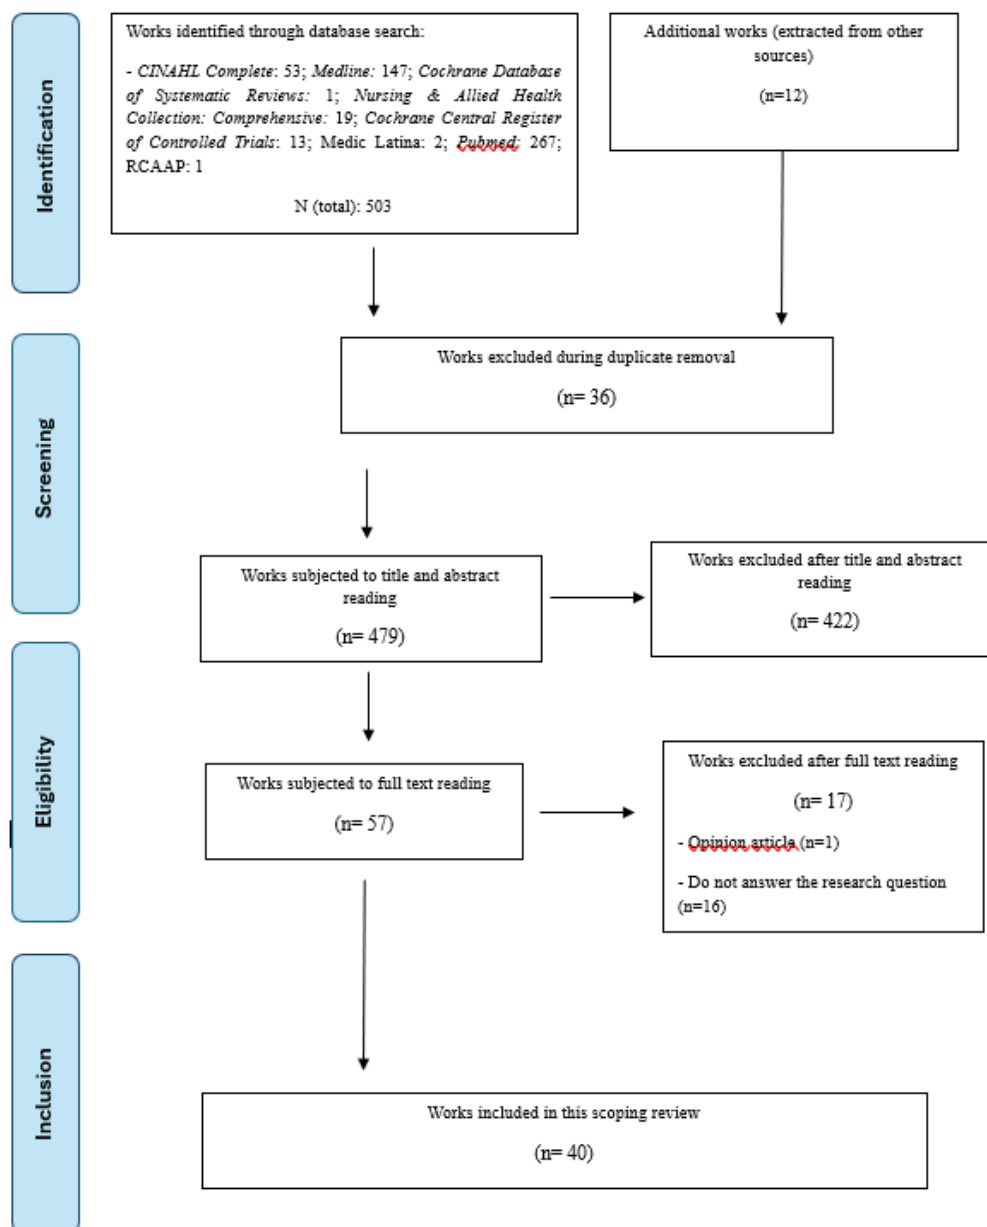 Identification
Works identified through database search:
- CINAHL Complete: 53; Medline: 147; Cochrane Database
of Systematic Reviews: 1; Nursing & Allied Health
Collection: Comprehensive: 19; Cochrane Central Register
of Controlled Trials: 13; Medic Latina: 2; Pubmed: 267;
RCAAP: 1
N (total): 503
Additional works (extracted from other
sources)
(n=12)
Screening
Works excluded during duplicate removal
(n= 36)
Works subjected to title and abstract
reading
(n= 479)
Works excluded after title and abstract
reading
(n= 422)
Eligibility
Works subjected to full text reading
(n= 57)
Works excluded after full text reading
(n= 17)
- Opinion article (n=1)
- Do not answer the research question
(n=16)
Inclusion
Works included in this scoping review
(n= 40)